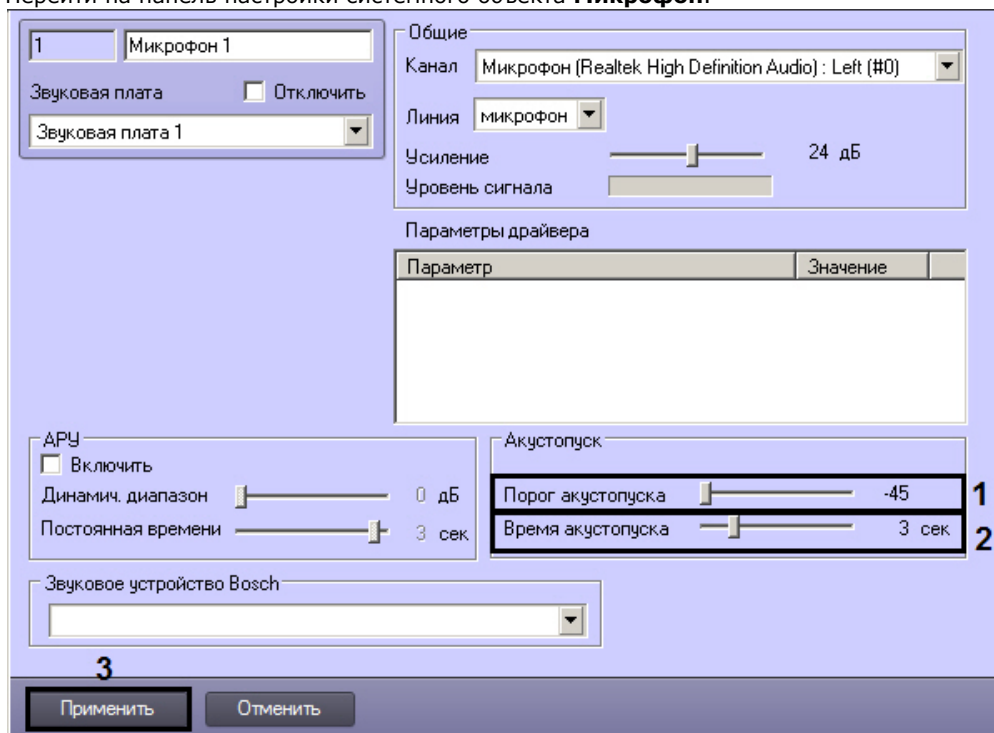 Перейти на панель настройки системного объекта Микрофон
1 Микрофон 1
Звуковая плата Отключить
Звуковая плата 1
Общие
Канал Микрофон (Realtek High Definition Audio) : Left (#0)
Линия микрофон
Усиление 24 дБ
Уровень сигнала
Параметры драйвера
Параметр Значение
АРУ
Включить
Динамич. диапазон 0 дБ
Постоянная времени 3 сек
Акустопуск
Порог акустопуска -45 1
Время акустопуска 3 сек 2
Звуковое устройство Bosch
3
Применить Отменить